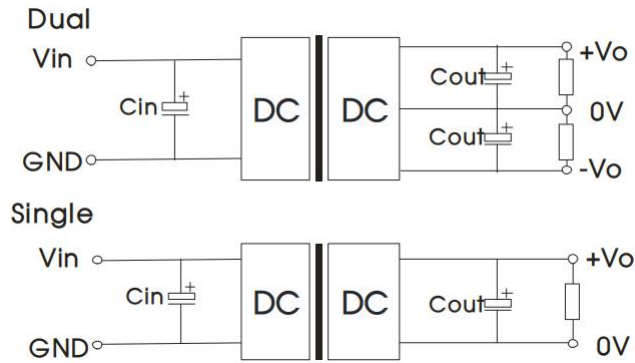 Dual
Vin
Cin
+
GND
DC
DC
Cout
+
Cout
+
+Vo
0V
-Vo
Single
Vin
Cin
+
GND
DC
DC
Cout
+
+Vo
0V